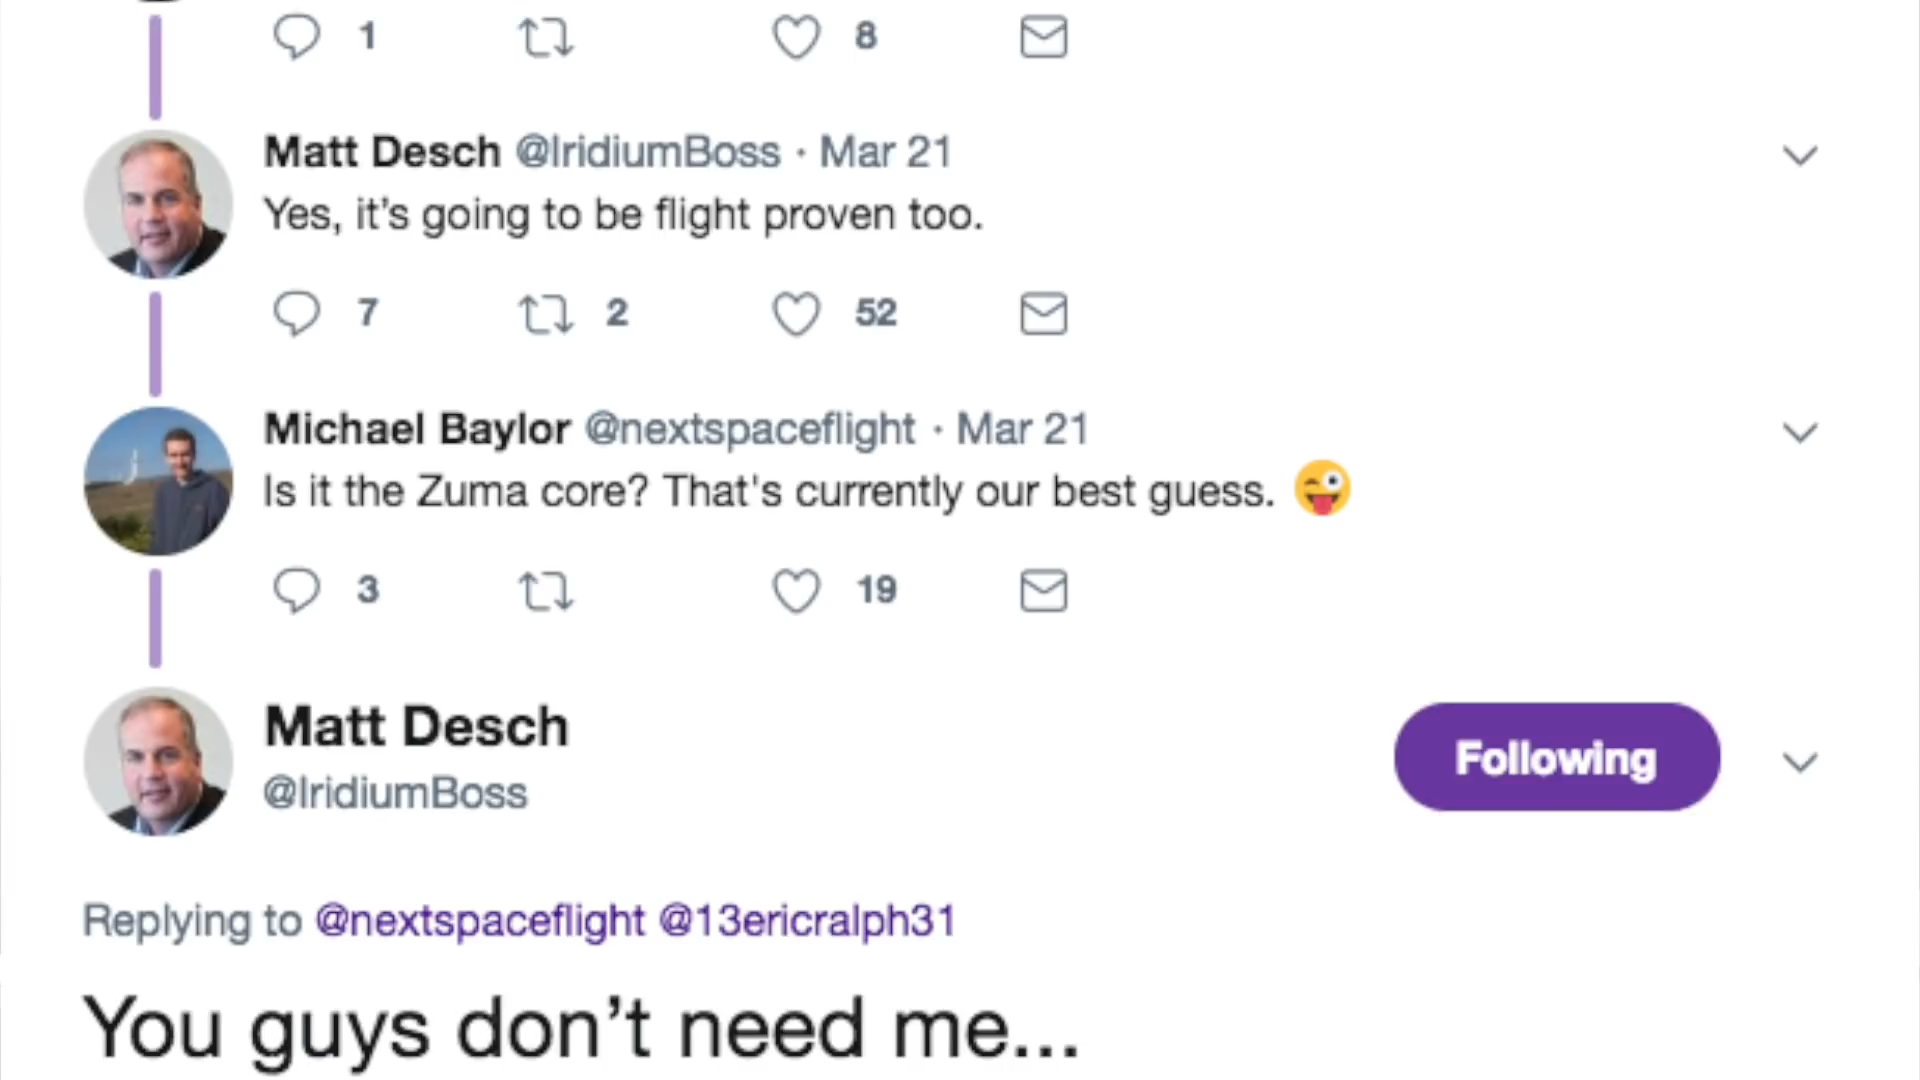 1 8
Matt Desch @IridiumBoss · Mar 21
Yes, it’s going to be flight proven too.
7 2 52
Michael Baylor @nextspaceflight · Mar 21
Is it the Zuma core? That's currently our best guess. 😜
3 19
Matt Desch
Following
@IridiumBoss
Replying to @nextspaceflight @13ericralph31
You guys don’t need me...